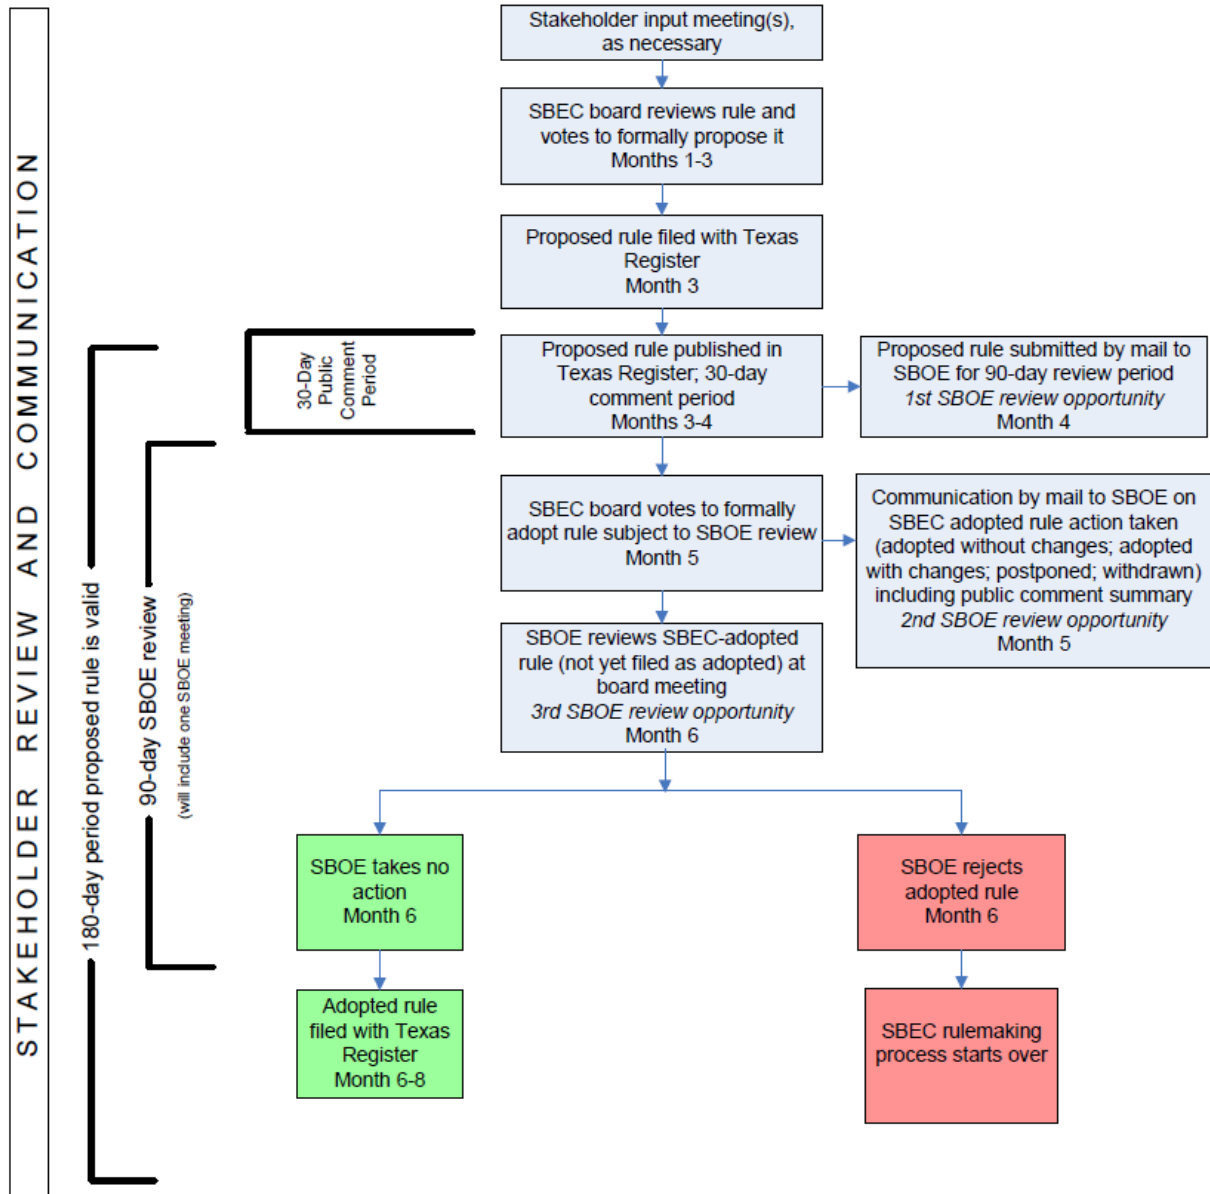 STAKEHOLDER REVIEW AND COMMUNICATION
Stakeholder input meeting(s),
as necessary
SBEC board reviews rule and
votes to formally propose it
Months 1-3
Proposed rule filed with Texas
Register
Month 3
180-day period proposed rule is valid
90-day SBOE review
(will include one SBOE meeting)
30-Day
Public
Comment
Period
Proposed rule published in
Texas Register; 30-day
comment period
Months 3-4
Proposed rule submitted by mail to
SBOE for 90-day review period
1st SBOE review opportunity
Month 4
SBEC board votes to formally
adopt rule subject to SBOE review
Month 5
Communication by mail to SBOE on
SBEC adopted rule action taken
(adopted without changes; adopted
with changes; postponed; withdrawn)
including public comment summary
2nd SBOE review opportunity
Month 5
SBOE reviews SBEC-adopted
rule (not yet filed as adopted) at
board meeting
3rd SBOE review opportunity
Month 6
SBOE takes no
action
Month 6
SBOE rejects
adopted rule
Month 6
Adopted rule
filed with Texas
Register
Month 6-8
SBEC rulemaking
process starts over